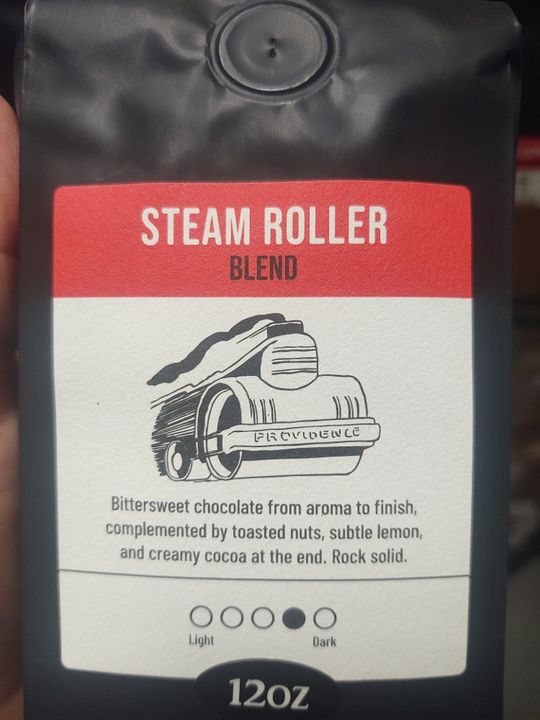 STEAM ROLLER
BLEND
PROVIDENCE
Bittersweet chocolate from aroma to finish,
complemented by toasted nuts, subtle lemon,
and creamy cocoa at the end. Rock solid.
Light Dark
12OZ